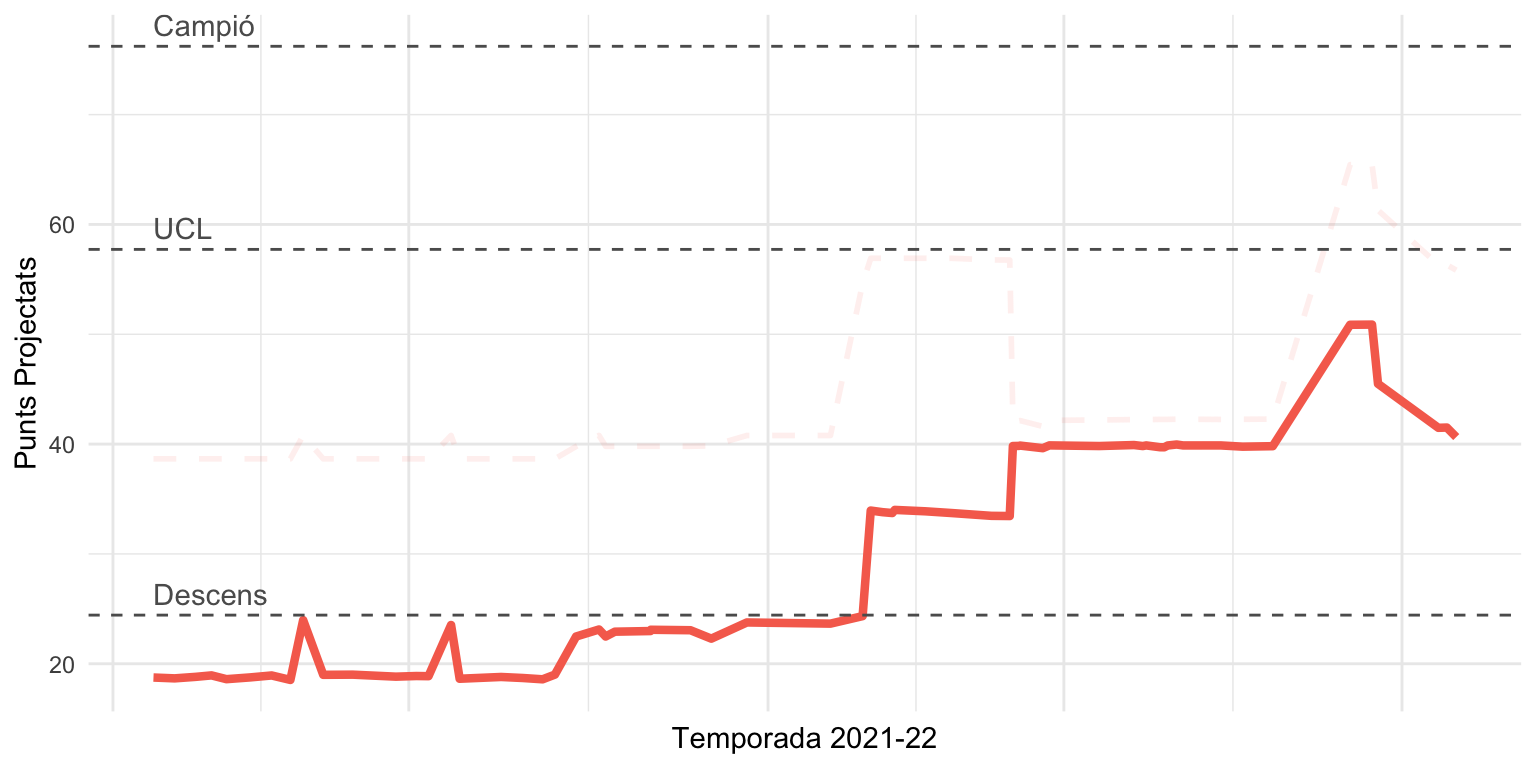 Campió
UCL
Descens
60
40
20
Punts Projectats
Temporada 2021-22